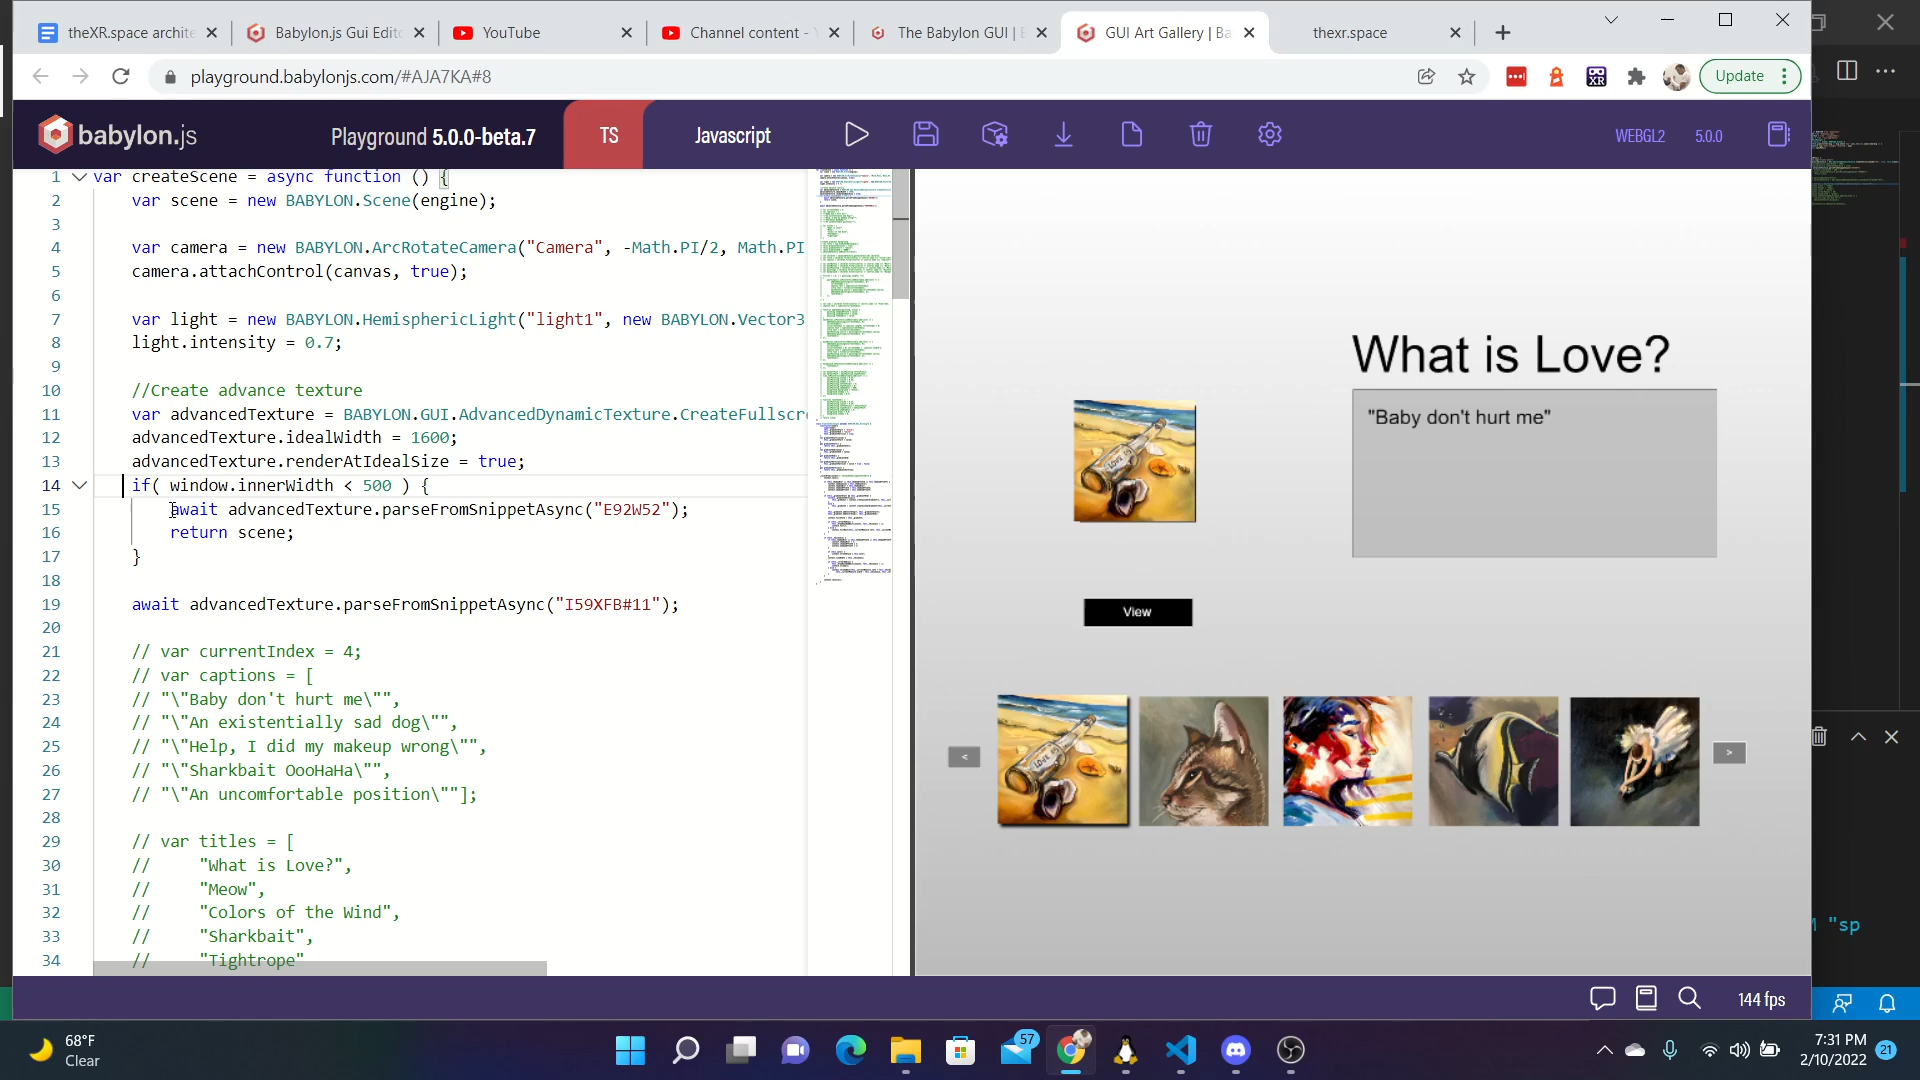 theXR.space archite
Babylon.js Gui Edito
YouTube
Channel content - Y
The Babylon GUI | B
GUI Art Gallery | Ba
thexr.space
playground.babylonjs.com/#AJA7KA#8
Update
babylon.js
Playground 5.0.0-beta.7
TS
Javascript
WEBGL2
5.0.0
1 var createScene = async function () {
2 var scene = new BABYLON.Scene(engine);
3
4 var camera = new BABYLON.ArcRotateCamera("Camera", -Math.PI/2, Math.PI
5 camera.attachControl(canvas, true);
6
7 var light = new BABYLON.HemisphericLight("light1", new BABYLON.Vector3
8 light.intensity = 0.7;
9
10 //Create advance texture
11 var advancedTexture = BABYLON.GUI.AdvancedDynamicTexture.CreateFullscre
12 advancedTexture.idealWidth = 1600;
13 advancedTexture.renderAtIdealSize = true;
14 if( window.innerWidth < 500 ) {
15 await advancedTexture.parseFromSnippetAsync("E92W52");
16 return scene;
17 }
18
19 await advancedTexture.parseFromSnippetAsync("I59XFB#11");
20
21 // var currentIndex = 4;
22 // var captions = [
23 // "\"Baby don't hurt me\"",
24 // "\"An existentially sad dog\"",
25 // "\"Help, I did my makeup wrong\"",
26 // "\"Sharkbait OooHaHa\"",
27 // "\"An uncomfortable position\""];
28
29 // var titles = [
30 // "What is Love?",
31 // "Meow",
32 // "Colors of the Wind",
33 // "Sharkbait",
34 // "Tightrope"
What is Love?
"Baby don't hurt me"
View
<
>
"sp
144 fps
68°F
Clear
57
7:31 PM
2/10/2022
21